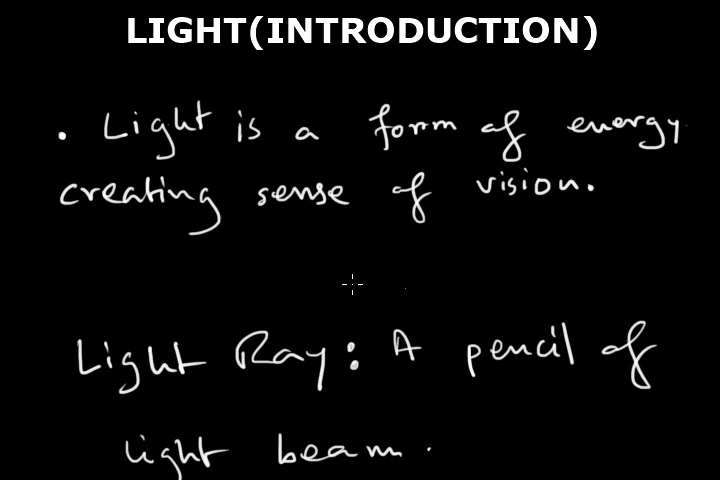 LIGHT(INTRODUCTION)
. Light is a form of energy
creating sense of vision.
Light Ray: A pencil of
light beam.